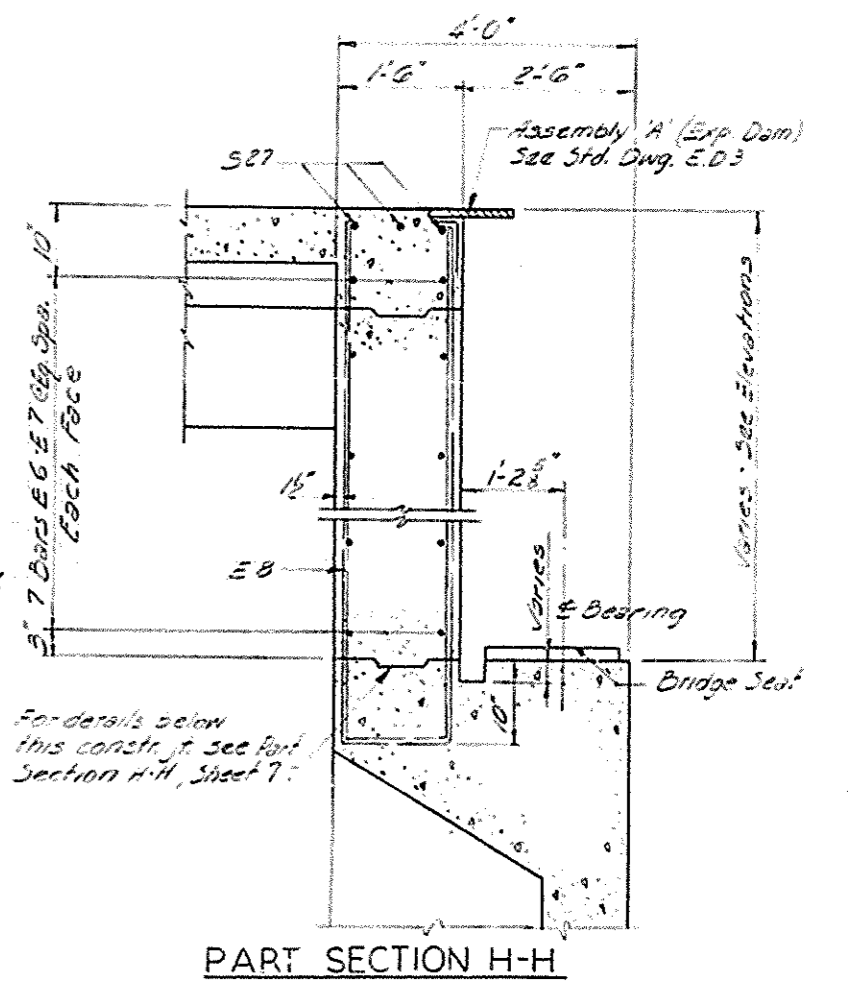 4'-0"
1'-6"
2'-6"
Assembly 'A' (Exp. Dam)
See Std. Dwg. E.D3
S27
10"
3" 7 Bars E6-E7 @Eq. Spa.
Each Face
Varies - See Elevations
1'-2 5/8"
1½"
E8
Varies
℄ Bearing
Bridge Seat
10"
For details below
this constr. jt. see Part
Section H-H, Sheet 7.
PART SECTION H-H